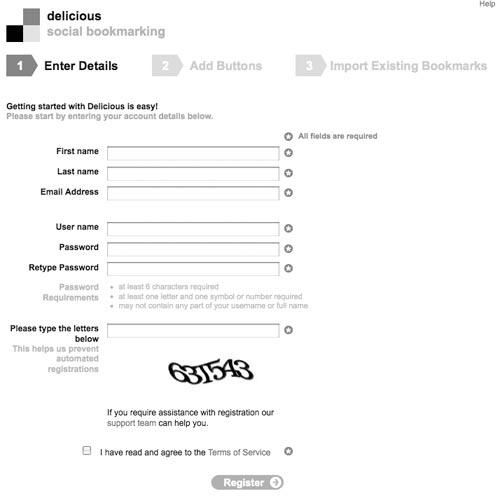 Help
delicious
social bookmarking
1 Enter Details 2 Add Buttons 3 Import Existing Bookmarks
Getting started with Delicious is easy!
Please start by entering your account details below.
All fields are required
First name
Last name
Email Address
User name
Password
Retype Password
Password Requirements
• at least 6 characters required
• at least one letter and one symbol or number required
• may not contain any part of your username or full name
Please type the letters
below
This helps us prevent
automated
registrations
If you require assistance with registration our
support team can help you.
I have read and agree to the Terms of Service
Register